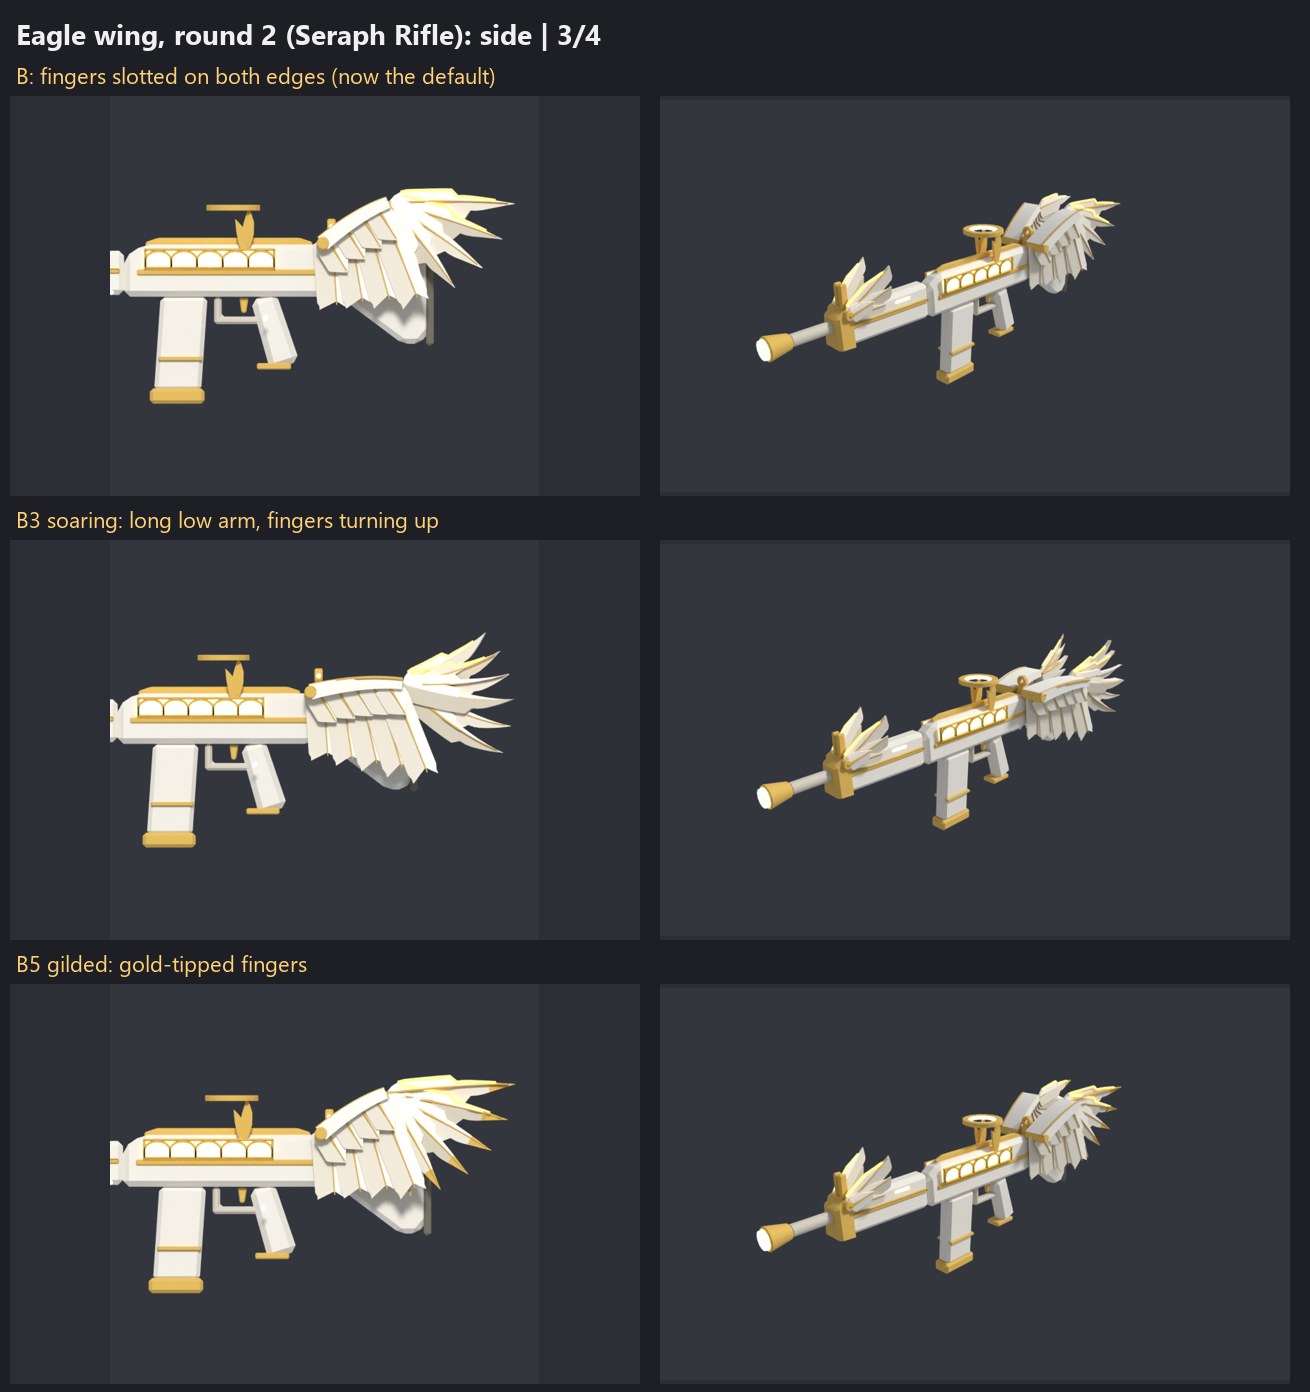 Eagle wing, round 2 (Seraph Rifle): side | 3/4
B: fingers slotted on both edges (now the default)
B3 soaring: long low arm, fingers turning up
B5 gilded: gold-tipped fingers